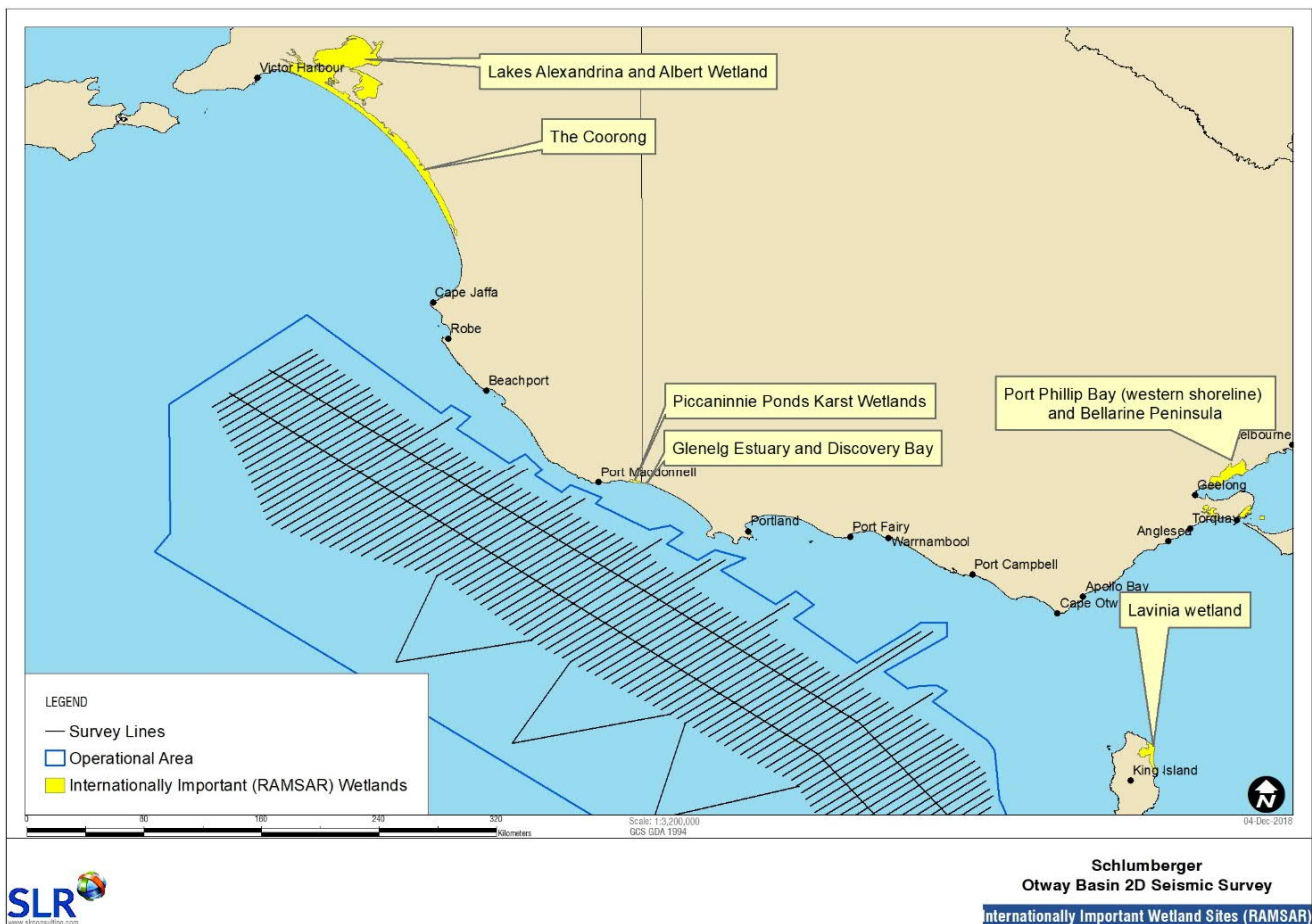 Victor Harbour
Lakes Alexandrina and Albert Wetland
The Coorong
Cape Jaffa
Robe
Beachport
Piccaninnie Ponds Karst Wetlands
Port Phillip Bay (western shoreline)
and Bellarine Peninsula
elbourne
Glenelg Estuary and Discovery Bay
Port Macdonnell
Geelong
Portland
Port Fairy
Warrnambool
Torquay
Anglesea
Port Campbell
Apollo Bay
Cape Otw
Lavinia wetland
King Island
LEGEND
Survey Lines
Operational Area
Internationally Important (RAMSAR) Wetlands
0 80 160 240 320
Kilometers
Scale: 1:3,200,000
GCS GDA 1994
N
04-Dec-2018
SLR
www.slrconsulting.com
Schlumberger
Otway Basin 2D Seismic Survey
Internationally Important Wetland Sites (RAMSAR)